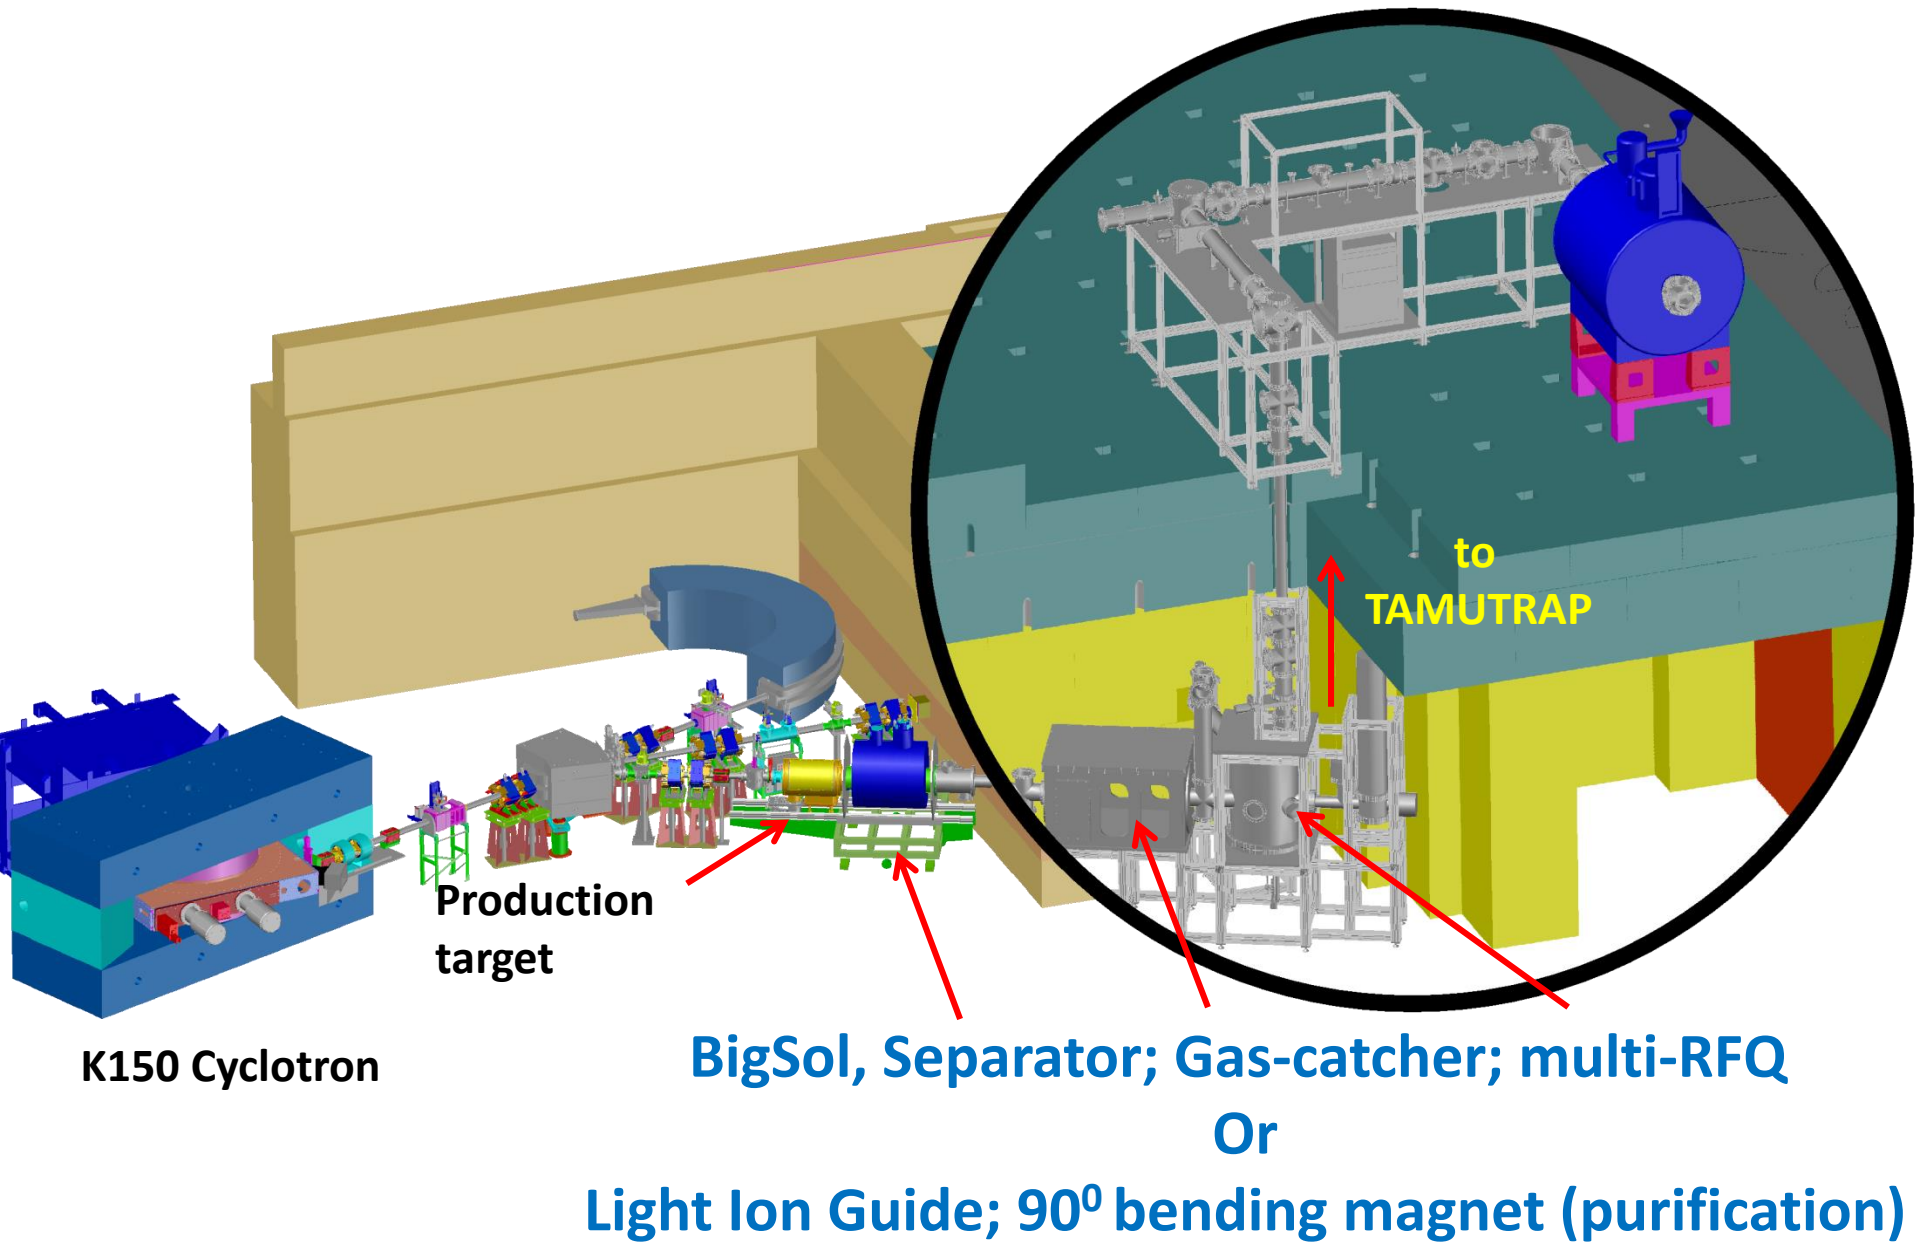 to
TAMUTRAP
Production
target
K150 Cyclotron
BigSol, Separator; Gas-catcher; multi-RFQ
Or
Light Ion Guide; 90⁰ bending magnet (purification)